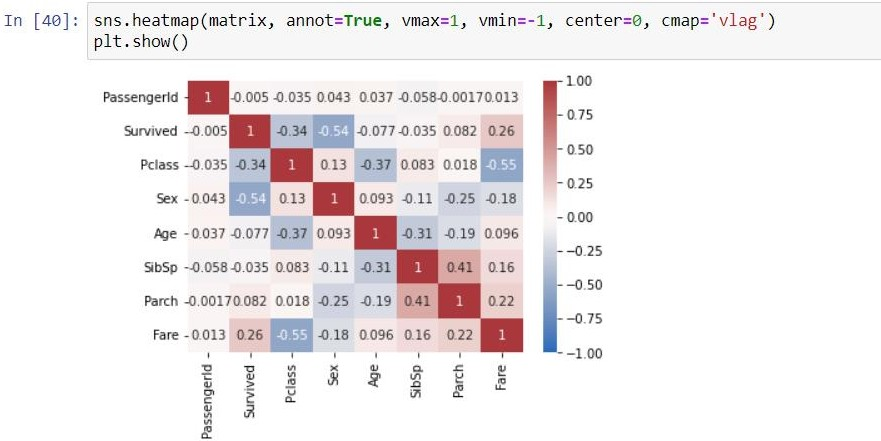 In [40]: sns.heatmap(matrix, annot=True, vmax=1, vmin=-1, center=0, cmap='vlag')
plt.show()
PassengerId 1 -0.005 -0.035 0.043 0.037 -0.058 -0.0017 0.013
Survived -0.005 1 -0.34 -0.54 -0.077 -0.035 0.082 0.26
Pclass -0.035 -0.34 1 0.13 -0.37 0.083 0.018 -0.55
Sex 0.043 -0.54 0.13 1 0.093 -0.11 -0.25 -0.18
Age 0.037 -0.077 -0.37 0.093 1 -0.31 -0.19 0.096
SibSp -0.058 -0.035 0.083 -0.11 -0.31 1 0.41 0.16
Parch -0.0017 0.082 0.018 -0.25 -0.19 0.41 1 0.22
Fare 0.013 0.26 -0.55 -0.18 0.096 0.16 0.22 1
PassengerId Survived Pclass Sex Age SibSp Parch Fare
1.00
0.75
0.50
0.25
0.00
−0.25
−0.50
−0.75
−1.00